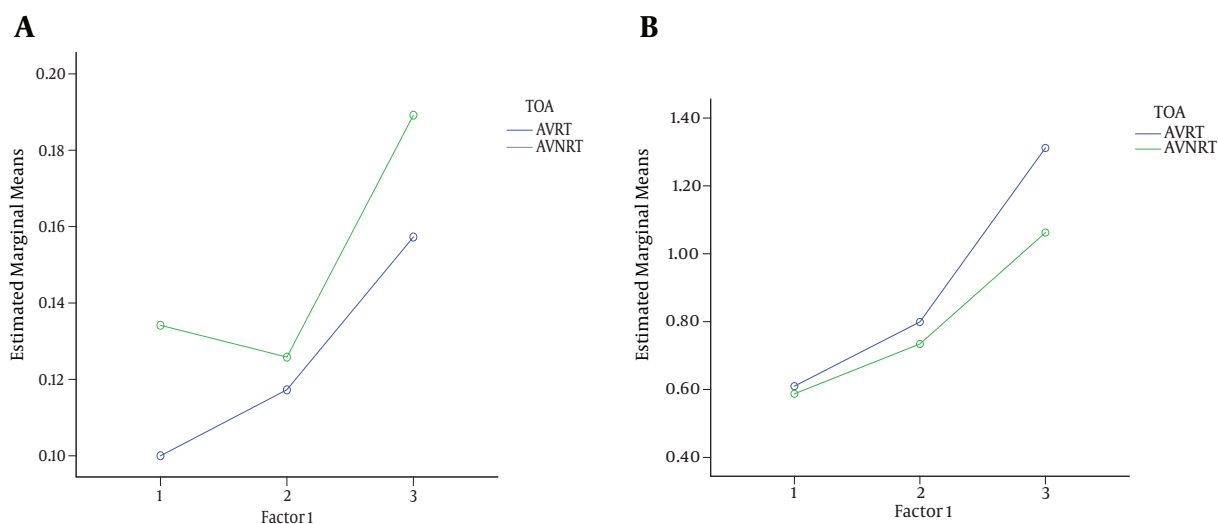 A
Estimated Marginal Means
0.20
0.18
0.16
0.14
0.12
0.10
1 2 3
Factor 1
TOA
AVRT
AVNRT
B
Estimated Marginal Means
1.40
1.20
1.00
0.80
0.60
0.40
1 2 3
Factor 1
TOA
AVRT
AVNRT